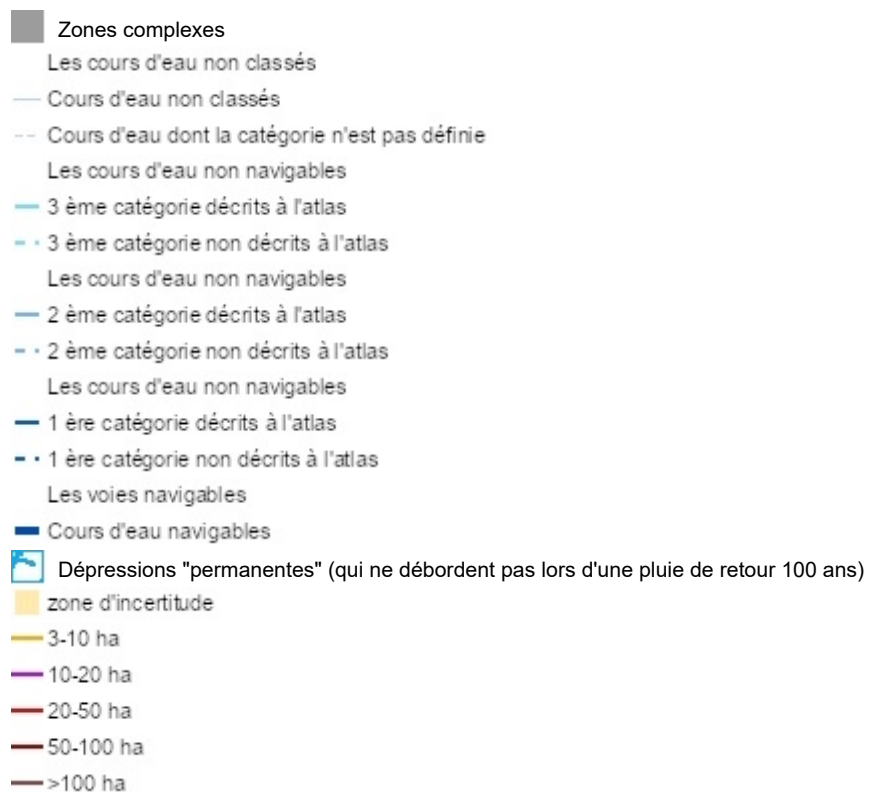 Zones complexes
Les cours d'eau non classés
Cours d'eau non classés
Cours d'eau dont la catégorie n'est pas définie
Les cours d'eau non navigables
3 ème catégorie décrits à l'atlas
3 ème catégorie non décrits à l'atlas
Les cours d'eau non navigables
2 ème catégorie décrits à l'atlas
2 ème catégorie non décrits à l'atlas
Les cours d'eau non navigables
1 ère catégorie décrits à l'atlas
1 ère catégorie non décrits à l'atlas
Les voies navigables
Cours d'eau navigables
Dépressions "permanentes" (qui ne débordent pas lors d'une pluie de retour 100 ans)
zone d'incertitude
3-10 ha
10-20 ha
20-50 ha
50-100 ha
>100 ha